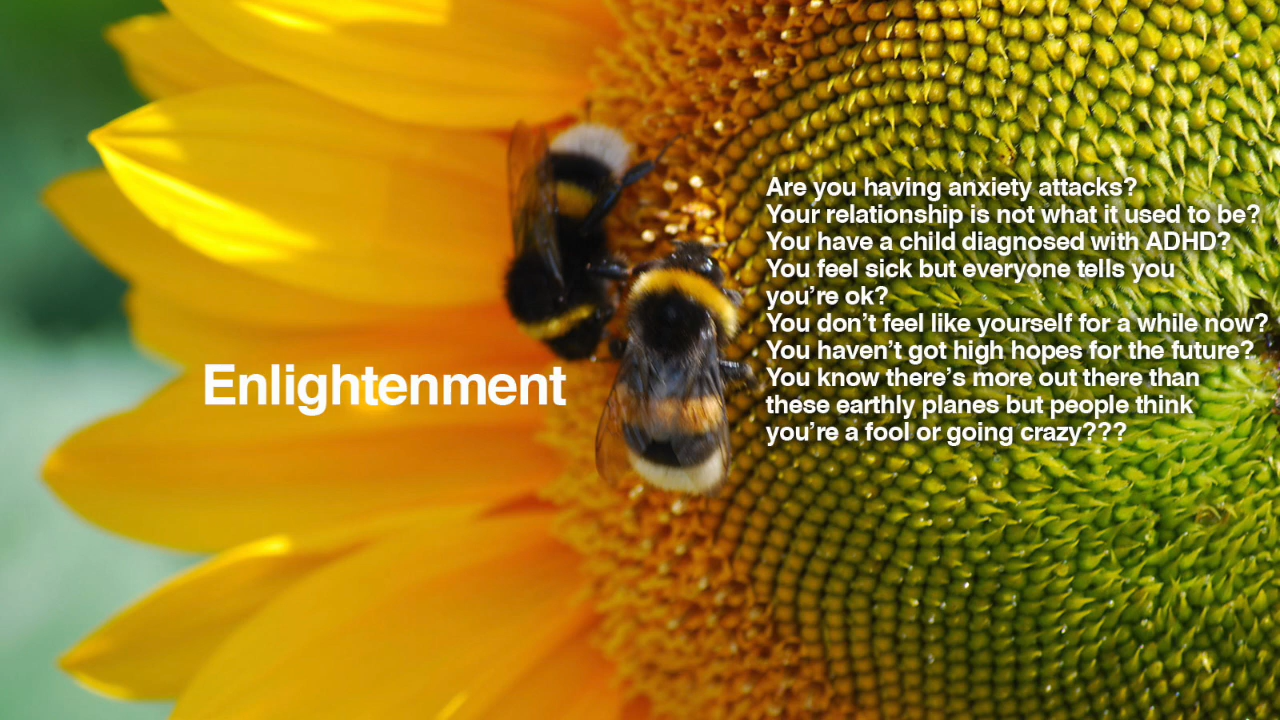 Enlightenment
Are you having anxiety attacks?
Your relationship is not what it used to be?
You have a child diagnosed with ADHD?
You feel sick but everyone tells you
you’re ok?
You don’t feel like yourself for a while now?
You haven’t got high hopes for the future?
You know there’s more out there than
these earthly planes but people think
you’re a fool or going crazy???